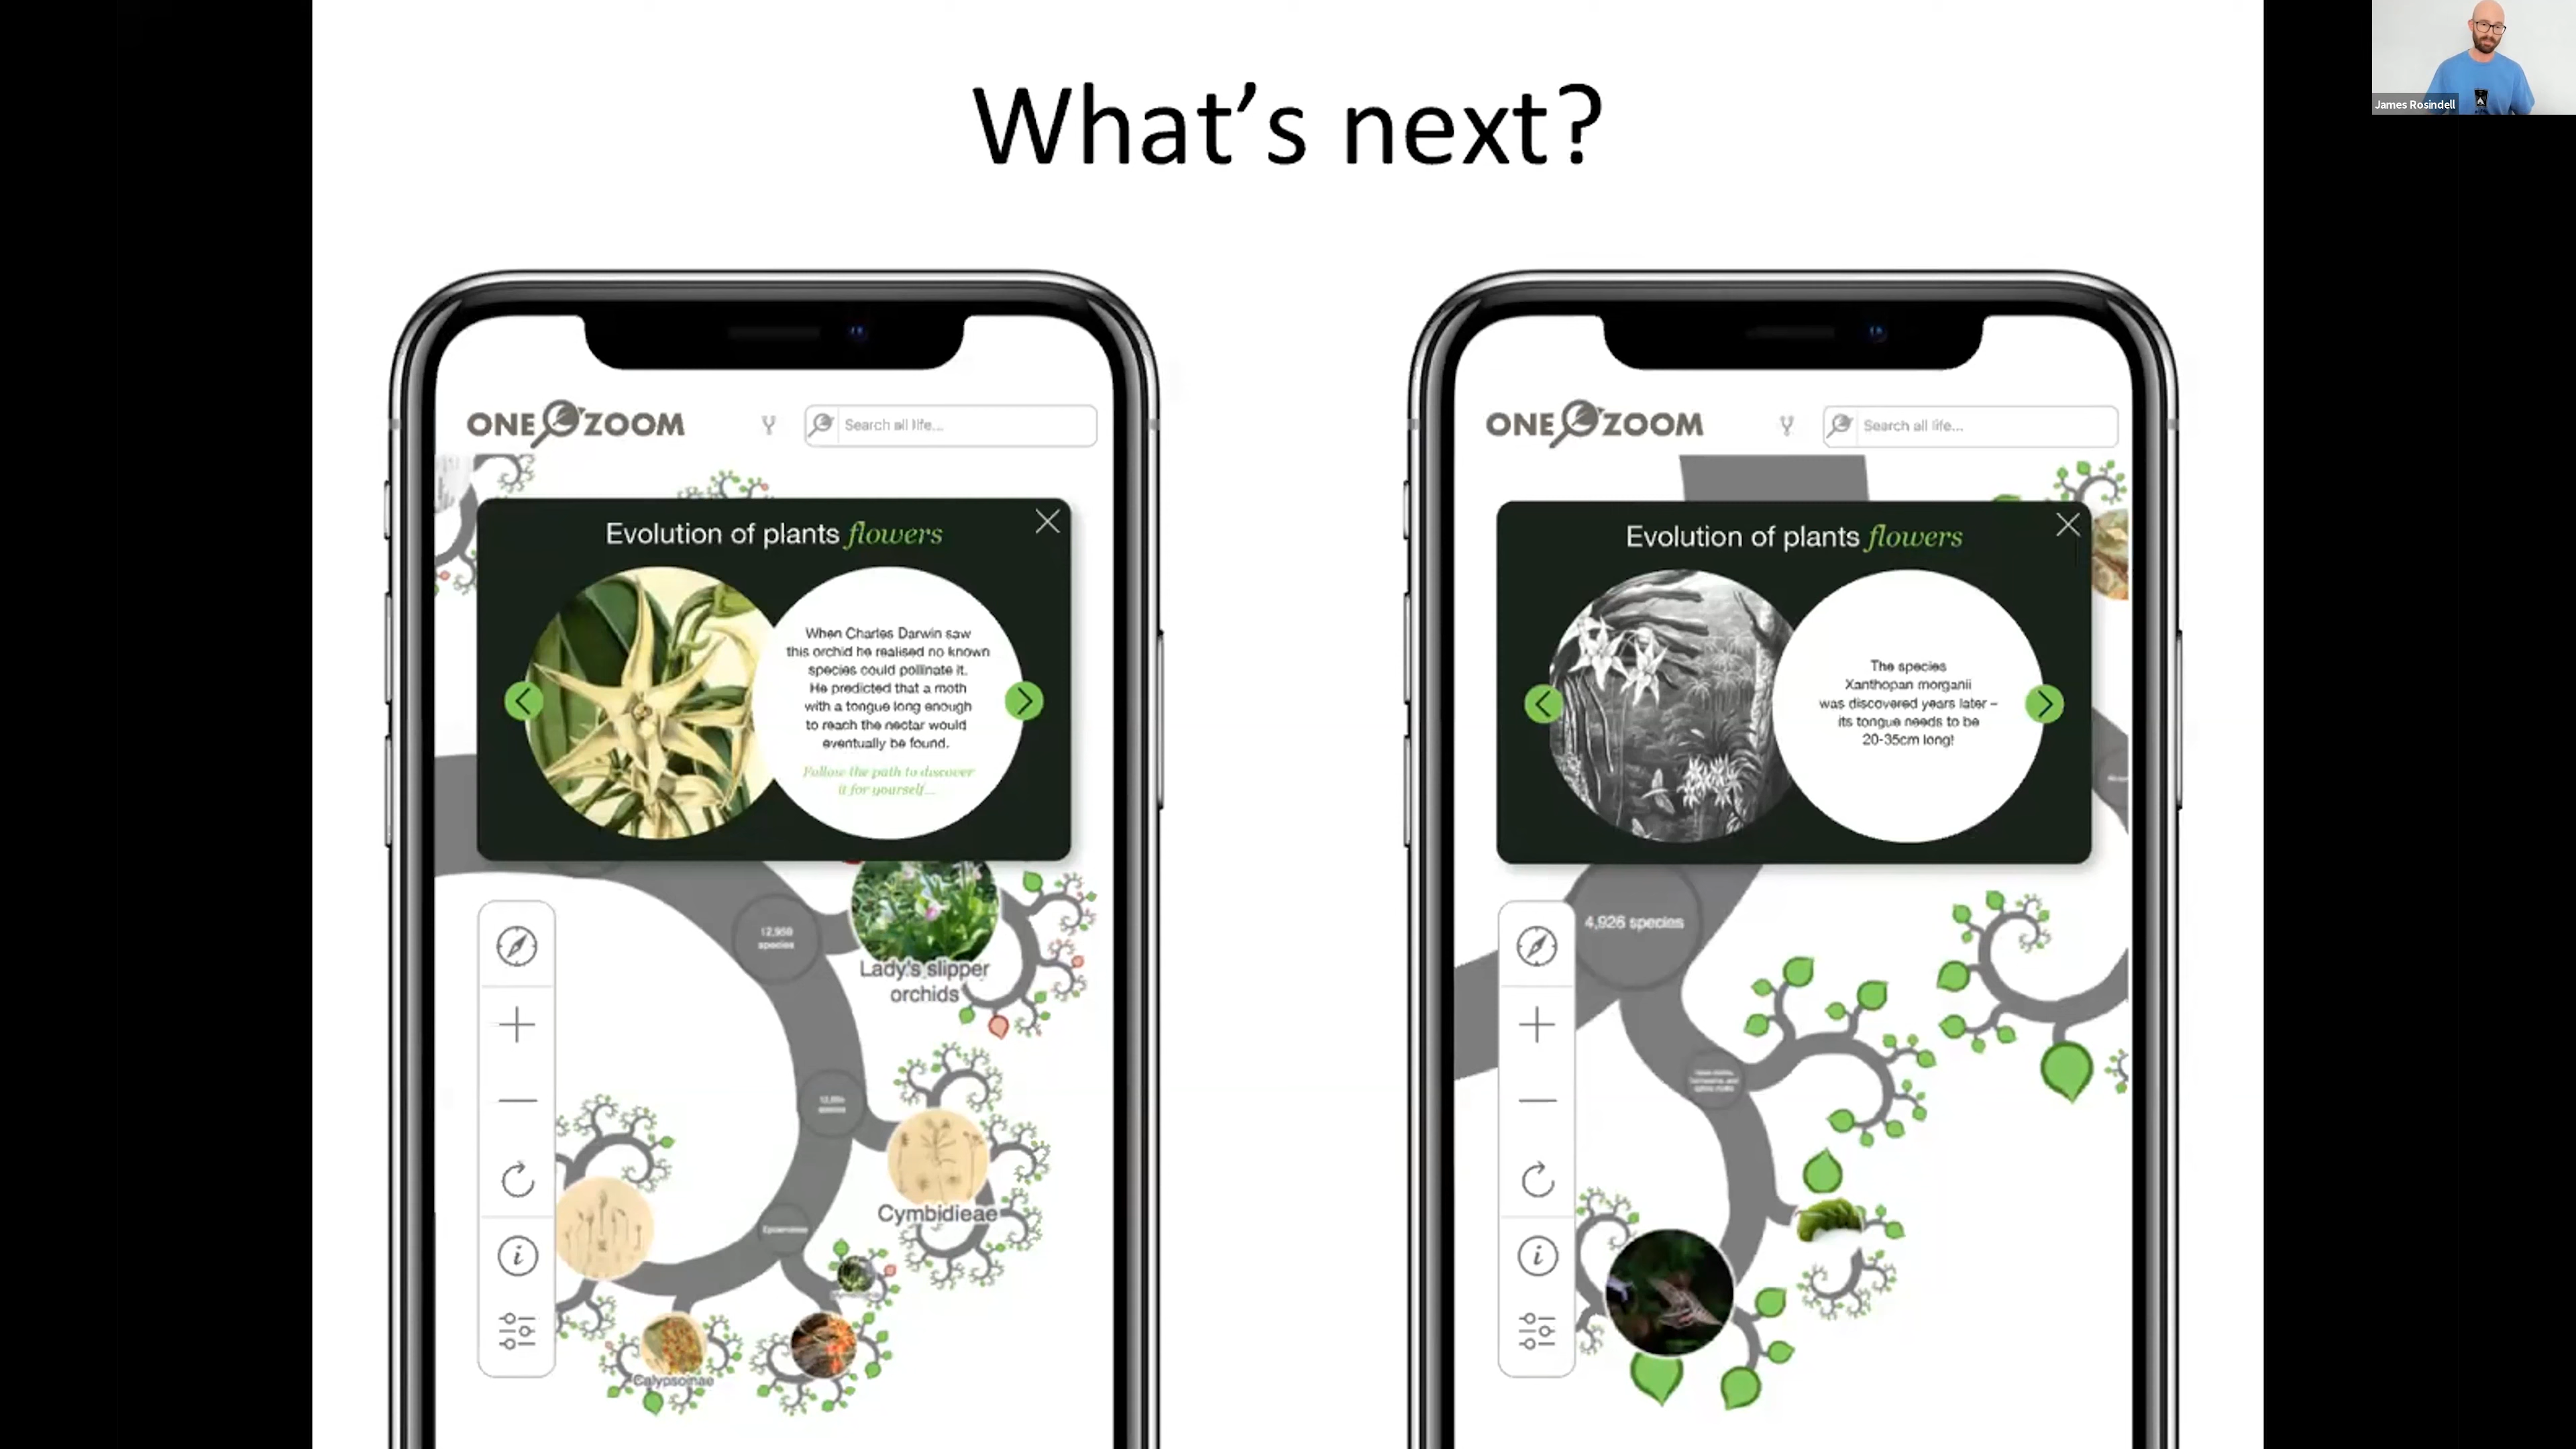 What's next?
James Rosindell
ONE ZOOM
Search all life...
Evolution of plants flowers
When Charles Darwin saw
this orchid he realised no known
species could pollinate it.
He predicted that a moth
with a tongue long enough
to reach the nectar would
eventually be found.
Follow the path to discover
it for yourself...
12,958
species
Lady's slipper
orchids
species
Cymbidieae
Calypsoinae
ONE ZOOM
Search all life...
Evolution of plants flowers
The species
Xanthopan morganii
was discovered years later –
its tongue needs to be
20-35cm long!
4,926 species